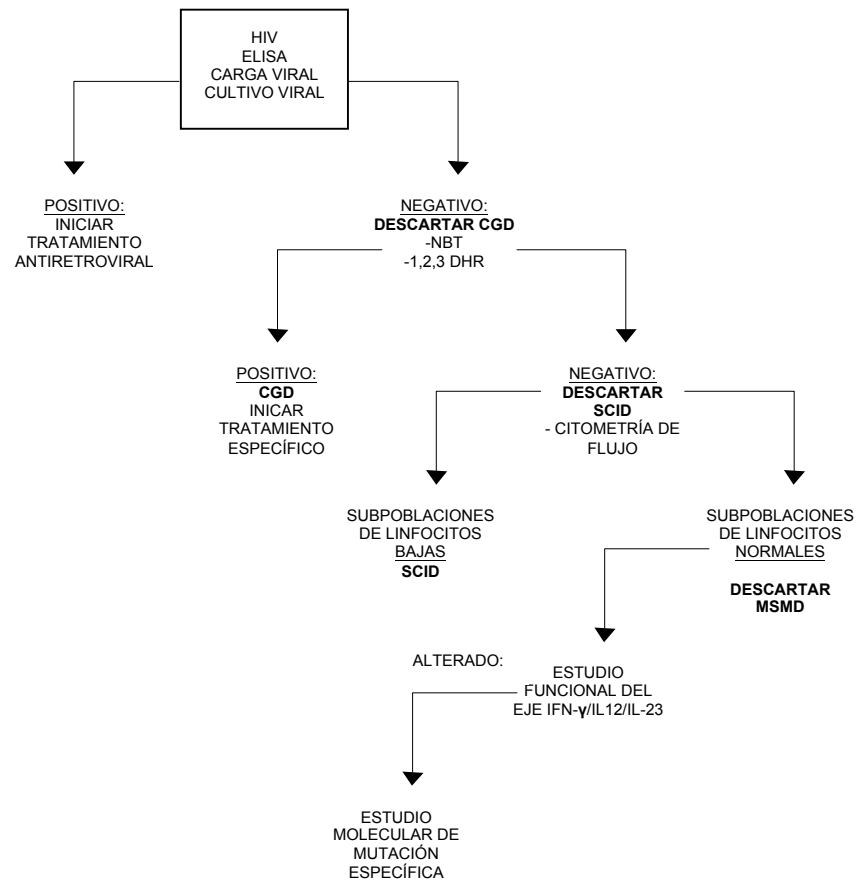 HIV
ELISA
CARGA VIRAL
CULTIVO VIRAL
POSITIVO:
INICIAR
TRATAMIENTO
ANTIRETROVIRAL
NEGATIVO:
DESCARTAR CGD
-NBT
-1,2,3 DHR
POSITIVO:
CGD
INICAR
TRATAMIENTO
ESPECÍFICO
NEGATIVO:
DESCARTAR
SCID
- CITOMETRÍA DE
FLUJO
SUBPOBLACIONES
DE LINFOCITOS
BAJAS
SCID
SUBPOBLACIONES
DE LINFOCITOS
NORMALES
DESCARTAR
MSMD
ALTERADO:
ESTUDIO
FUNCIONAL DEL
EJE IFN-γ/IL12/IL-23
ESTUDIO
MOLECULAR DE
MUTACIÓN
ESPECÍFICA